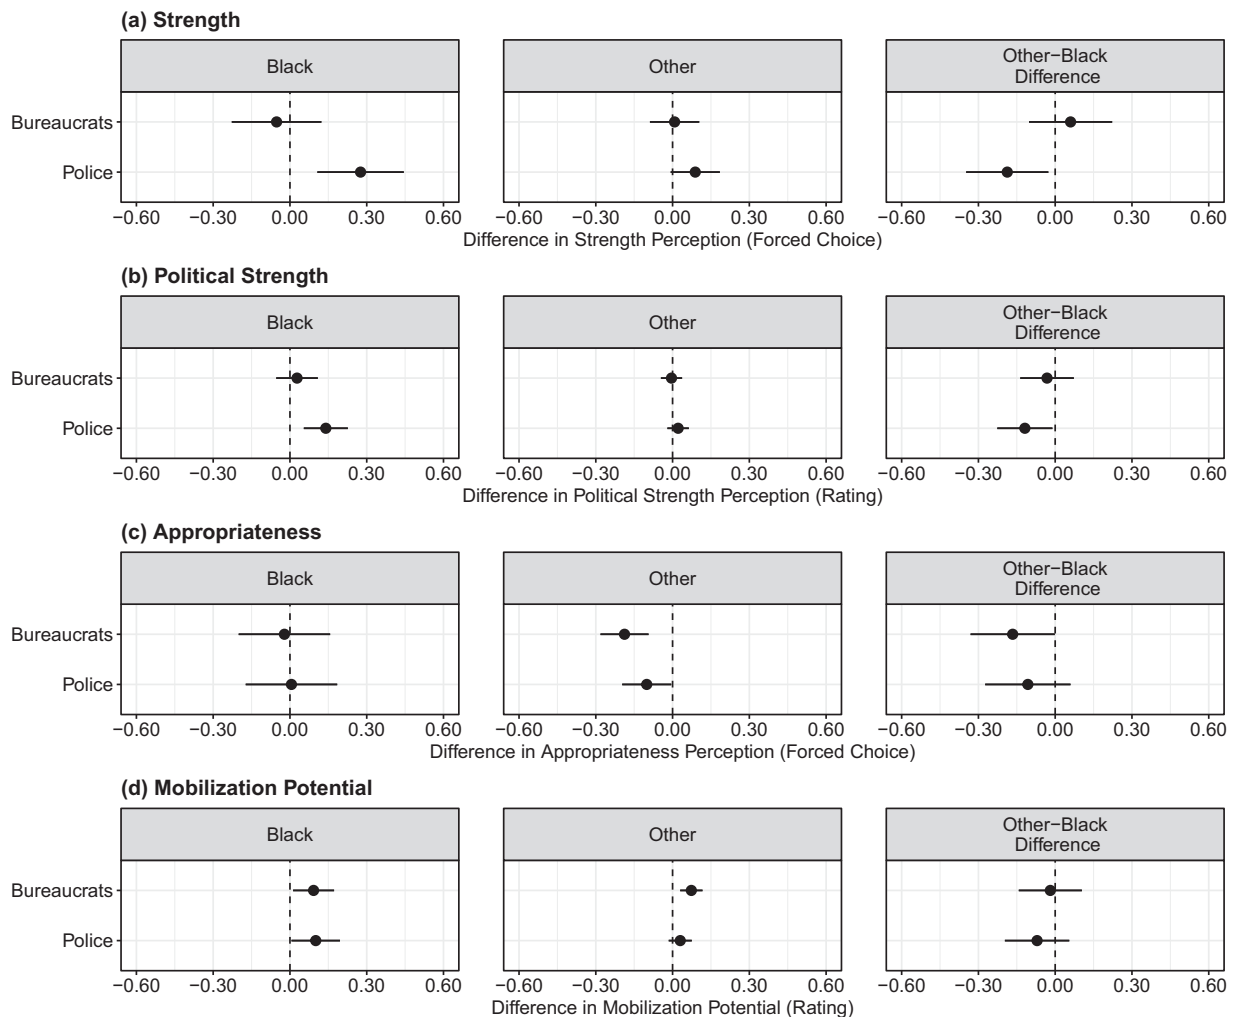 (a) Strength
Black
Other
Other−Black
Difference
Bureaucrats
Police
−0.60 −0.30 0.00 0.30 0.60 −0.60 −0.30 0.00 0.30 0.60 −0.60 −0.30 0.00 0.30 0.60
Difference in Strength Perception (Forced Choice)
(b) Political Strength
Black
Other
Other−Black
Difference
Bureaucrats
Police
−0.60 −0.30 0.00 0.30 0.60 −0.60 −0.30 0.00 0.30 0.60 −0.60 −0.30 0.00 0.30 0.60
Difference in Political Strength Perception (Rating)
(c) Appropriateness
Black
Other
Other−Black
Difference
Bureaucrats
Police
−0.60 −0.30 0.00 0.30 0.60 −0.60 −0.30 0.00 0.30 0.60 −0.60 −0.30 0.00 0.30 0.60
Difference in Appropriateness Perception (Forced Choice)
(d) Mobilization Potential
Black
Other
Other−Black
Difference
Bureaucrats
Police
−0.60 −0.30 0.00 0.30 0.60 −0.60 −0.30 0.00 0.30 0.60 −0.60 −0.30 0.00 0.30 0.60
Difference in Mobilization Potential (Rating)